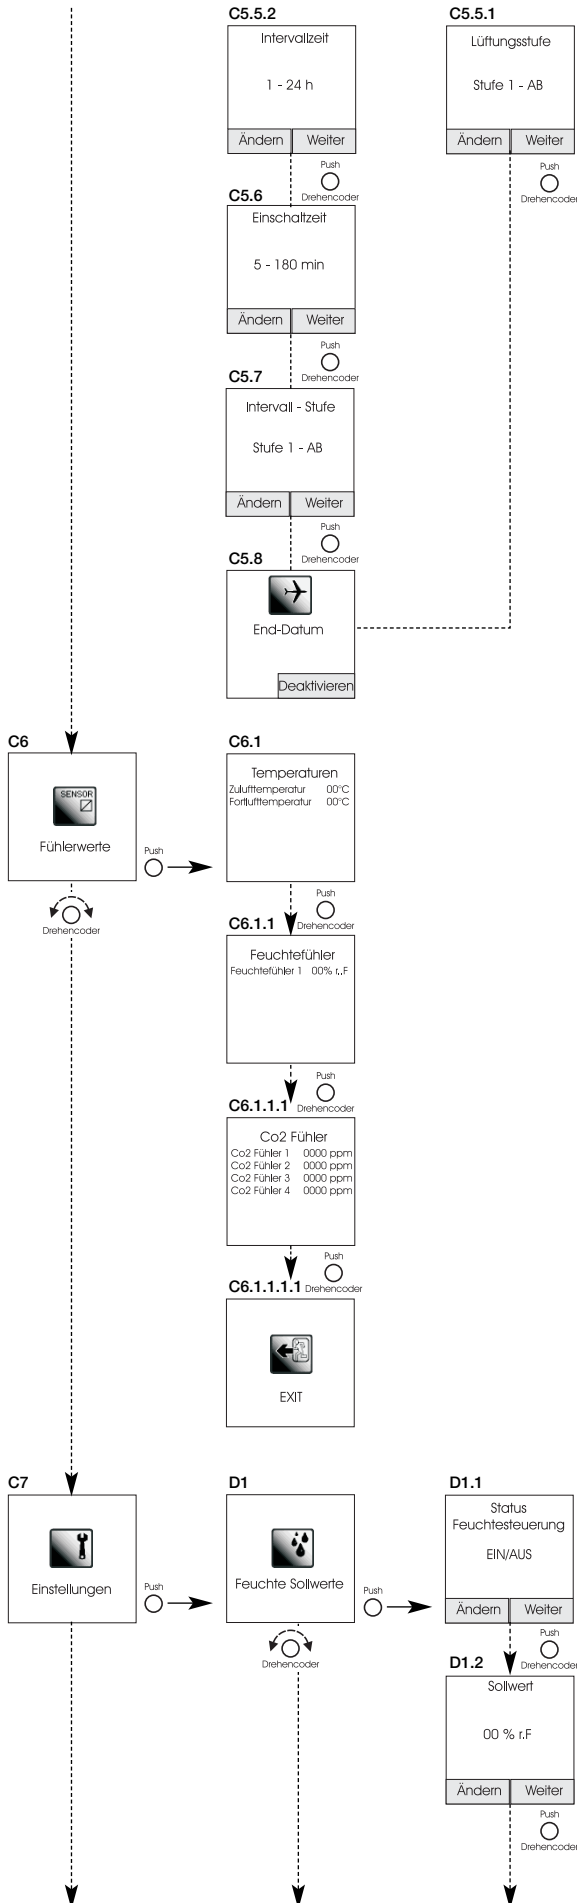 C5.5.2
Intervallzeit
1 - 24 h
Ändern Weiter
Push
Drehencoder
C5.5.1
Lüftungsstufe
Stufe 1 - AB
Ändern Weiter
Push
Drehencoder
C5.6
Einschaltzeit
5 - 180 min
Ändern Weiter
Push
Drehencoder
C5.7
Intervall - Stufe
Stufe 1 - AB
Ändern Weiter
Push
Drehencoder
C5.8
End-Datum
Deaktivieren
C6
SENSOR
Fühlerwerte
Push
Drehencoder
C6.1
Temperaturen
Zulufttemperatur 00°C
Fortlufttemperatur 00°C
Push
Drehencoder
C6.1.1
Feuchtefühler
Feuchtefühler 1 00% r..F
Push
Drehencoder
C6.1.1.1
Co2 Fühler
Co2 Fühler 1 0000 ppm
Co2 Fühler 2 0000 ppm
Co2 Fühler 3 0000 ppm
Co2 Fühler 4 0000 ppm
Push
Drehencoder
C6.1.1.1.1
EXIT
C7
Einstellungen
Push
D1
Feuchte Sollwerte
Push
Drehencoder
D1.1
Status
Feuchtesteuerung
EIN/AUS
Ändern Weiter
Push
Drehencoder
D1.2
Sollwert
00 % r.F
Ändern Weiter
Push
Drehencoder